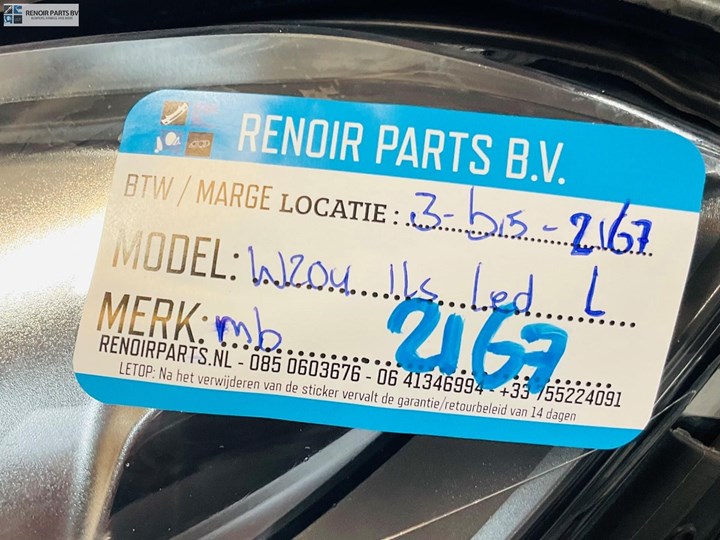 RENOIR PARTS BV
RENOIR PARTS B.V.
BTW / MARGE LOCATIE: 3-bis-2167
MODEL: W204 ils led L
MERK: mb
2167
RENOIRPARTS.NL - 085 0603676 - 06 41346994 - +33 755224091
LETOP: Na het verwijderen van de sticker vervalt de garantie/retourbeleid van 14 dagen